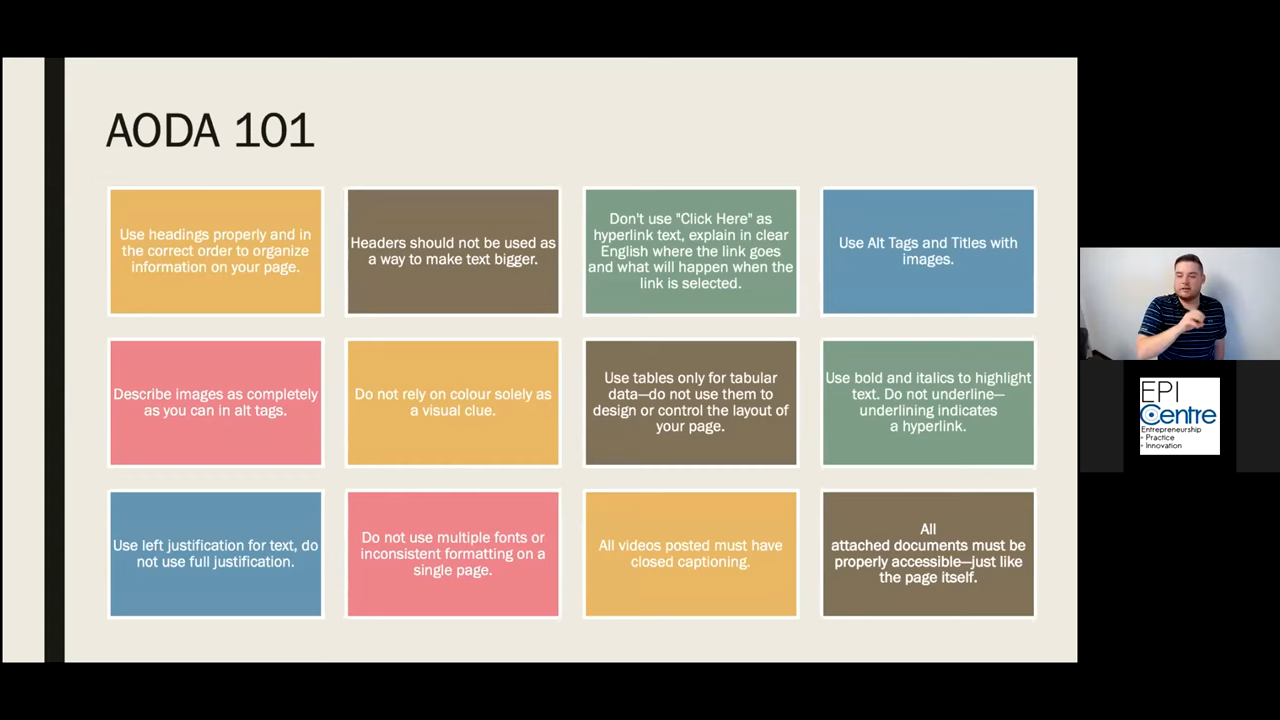 AODA 101
Use headings properly and in
the correct order to organize
information on your page.
Headers should not be used as
a way to make text bigger.
Don't use "Click Here" as
hyperlink text, explain in clear
English where the link goes
and what will happen when the
link is selected.
Use Alt Tags and Titles with
images.
Describe images as completely
as you can in alt tags.
Do not rely on colour solely as
a visual clue.
Use tables only for tabular
data—do not use them to
design or control the layout of
your page.
Use bold and italics to highlight
text. Do not underline—
underlining indicates
a hyperlink.
Use left justification for text, do
not use full justification.
Do not use multiple fonts or
inconsistent formatting on a
single page.
All videos posted must have
closed captioning.
All
attached documents must be
properly accessible—just like
the page itself.
EPI
Centre
Entrepreneurship
+ Practice
+ Innovation